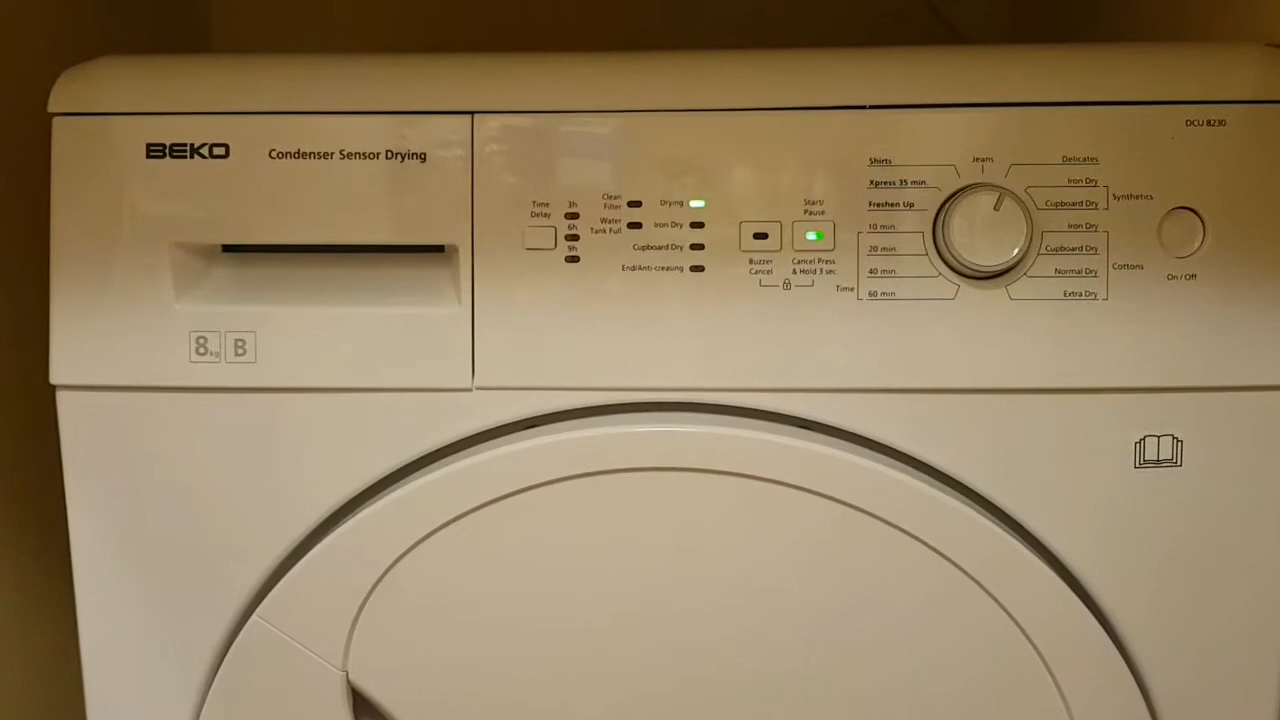 BEKO
Condenser Sensor Drying
8kg B
Time
Delay
3h
6h
9h
Clean
Filter
Water
Tank Full
Drying
Iron Dry
Cupboard Dry
End/Anti-creasing
Buzzer
Cancel
Start/
Pause
Cancel Press
& Hold 3 sec.
Shirts
Xpress 35 min.
Freshen Up
10 min.
20 min.
40 min.
60 min.
Time
Jeans
Delicates
Iron Dry
Cupboard Dry
Synthetics
Iron Dry
Cupboard Dry
Normal Dry
Extra Dry
Cottons
DCU 8230
On / Off